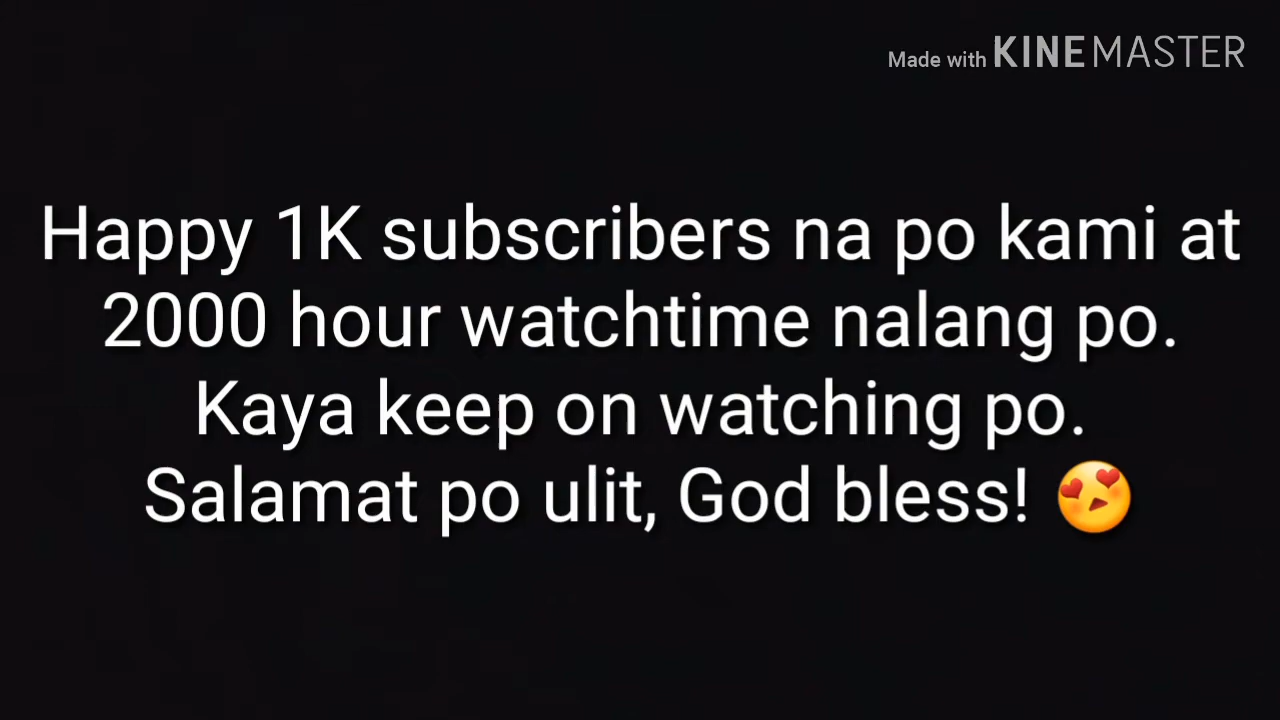 Made with KINEMASTER
Happy 1K subscribers na po kami at
2000 hour watchtime nalang po.
Kaya keep on watching po.
Salamat po ulit, God bless! 😍